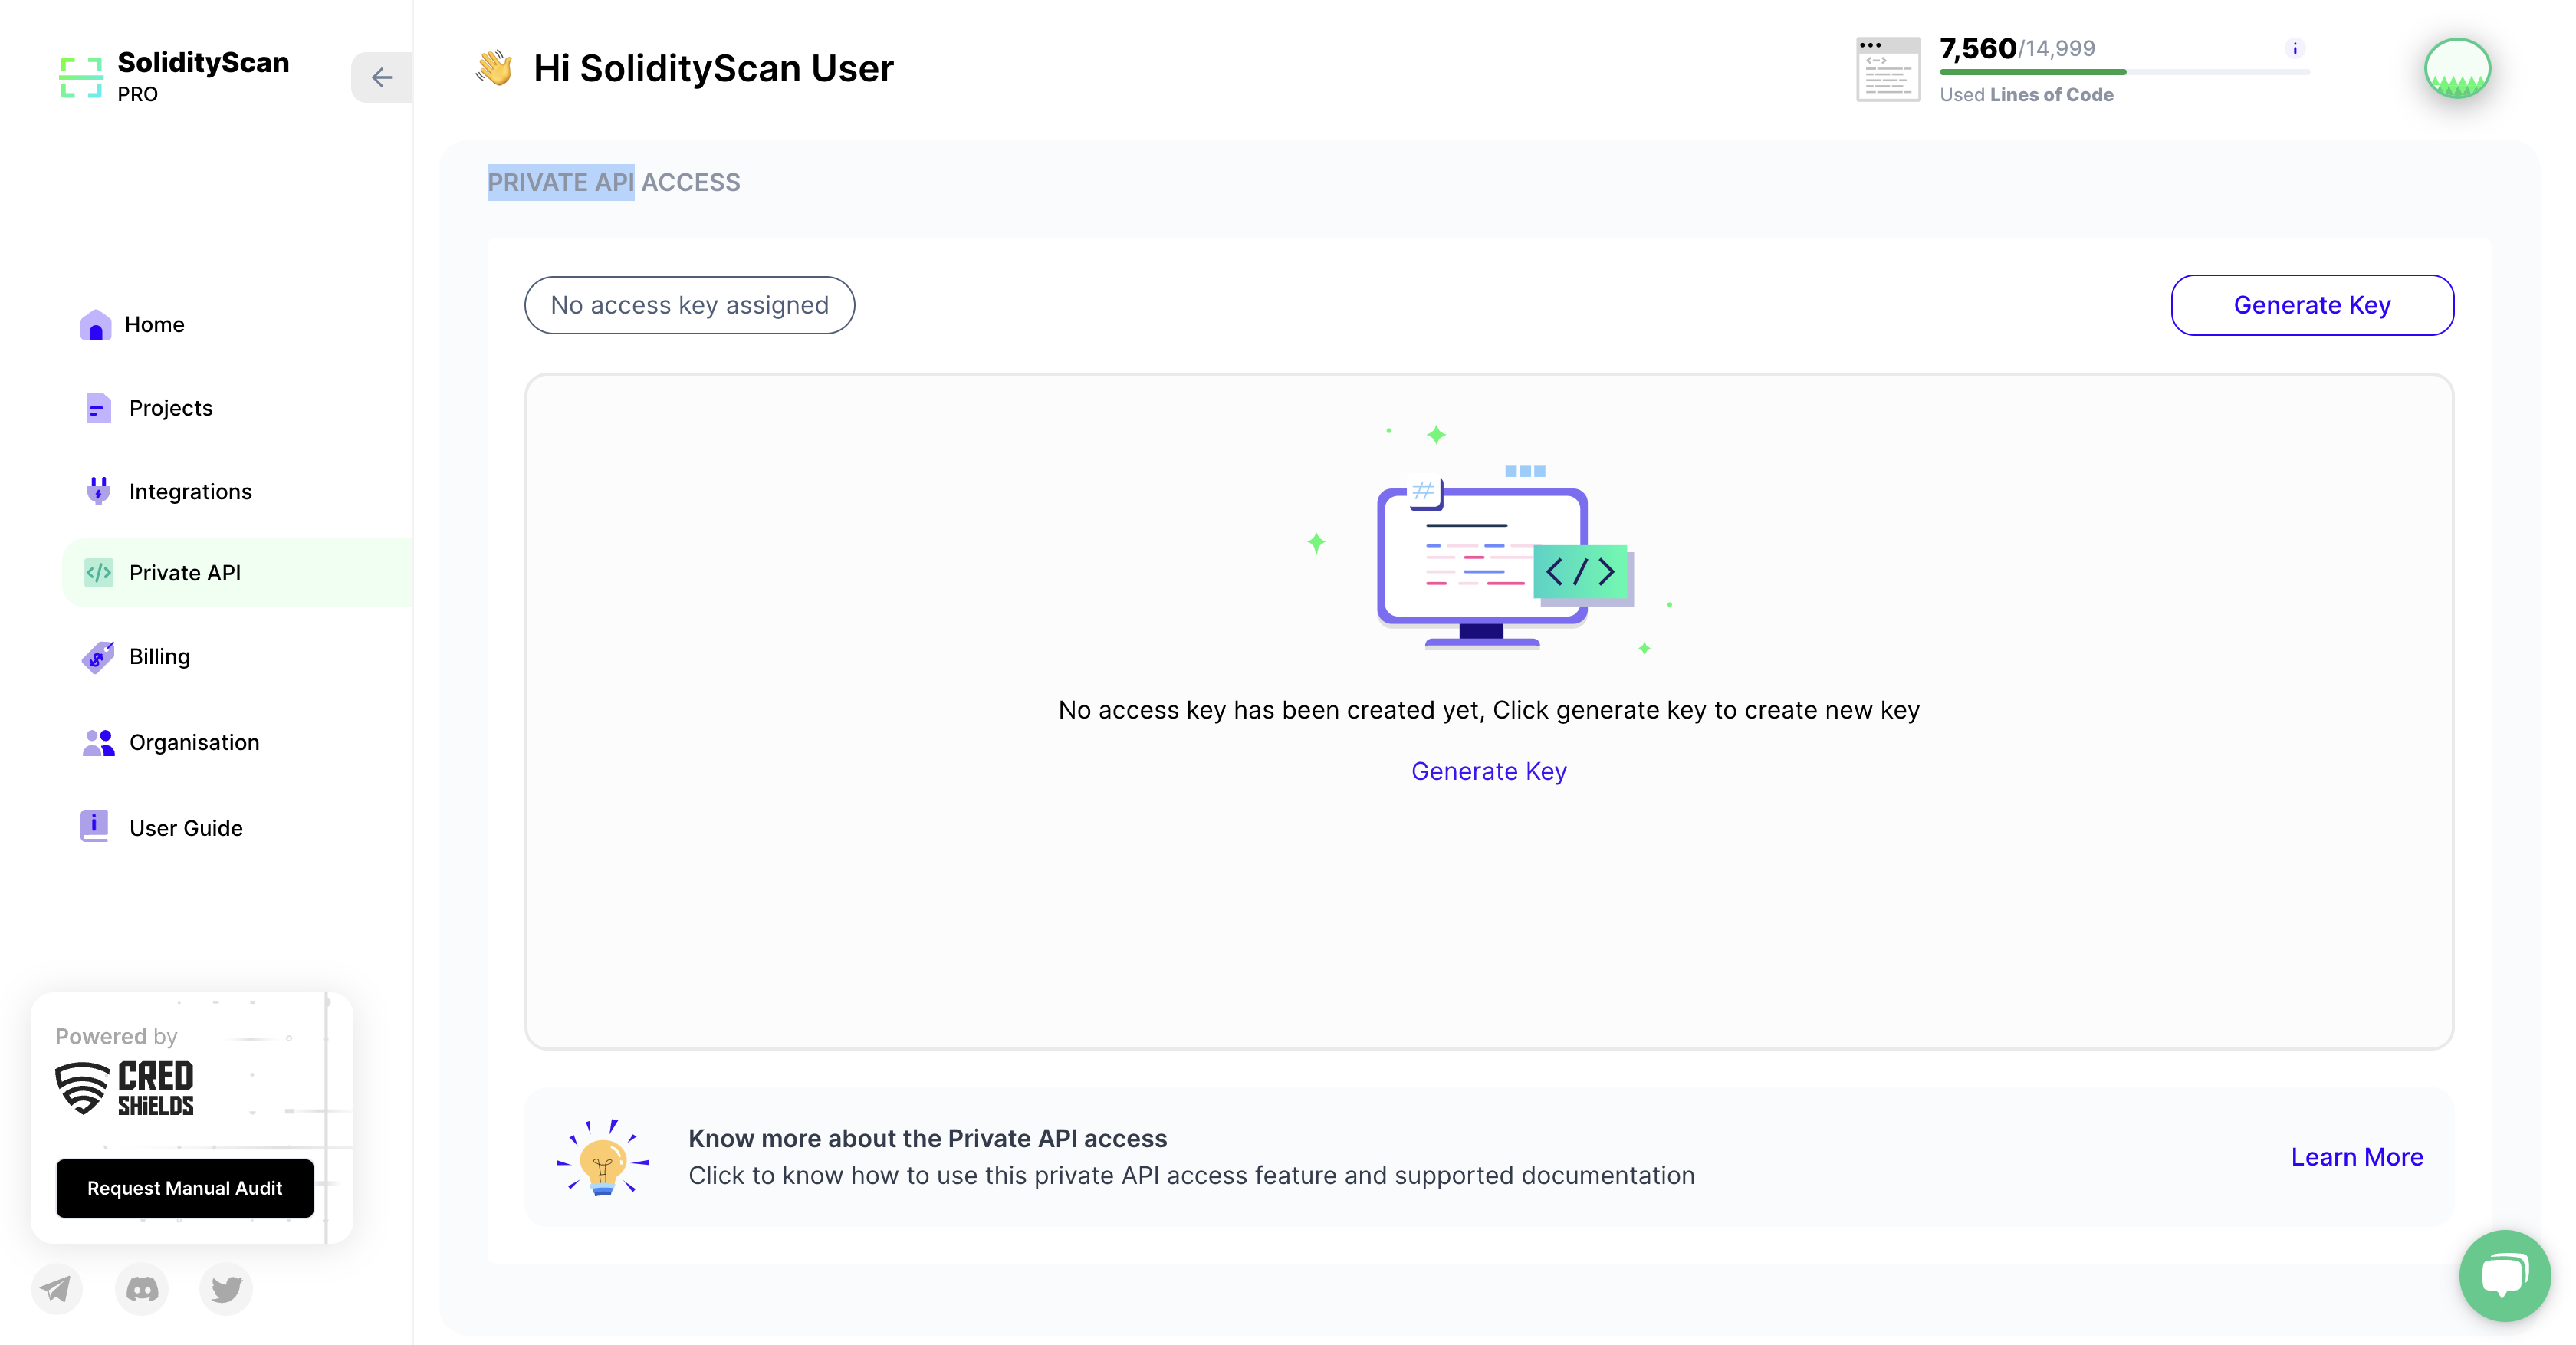 SolidityScan
PRO
Hi SolidityScan User
7,560/14,999
i
Used Lines of Code
PRIVATE API ACCESS
Home
Projects
Integrations
Private API
Billing
Organisation
User Guide
No access key assigned
Generate Key
#
</>
No access key has been created yet, Click generate key to create new key
Generate Key
Powered by
CRED
SHiELDS
Request Manual Audit
Know more about the Private API access
Click to know how to use this private API access feature and supported documentation
Learn More